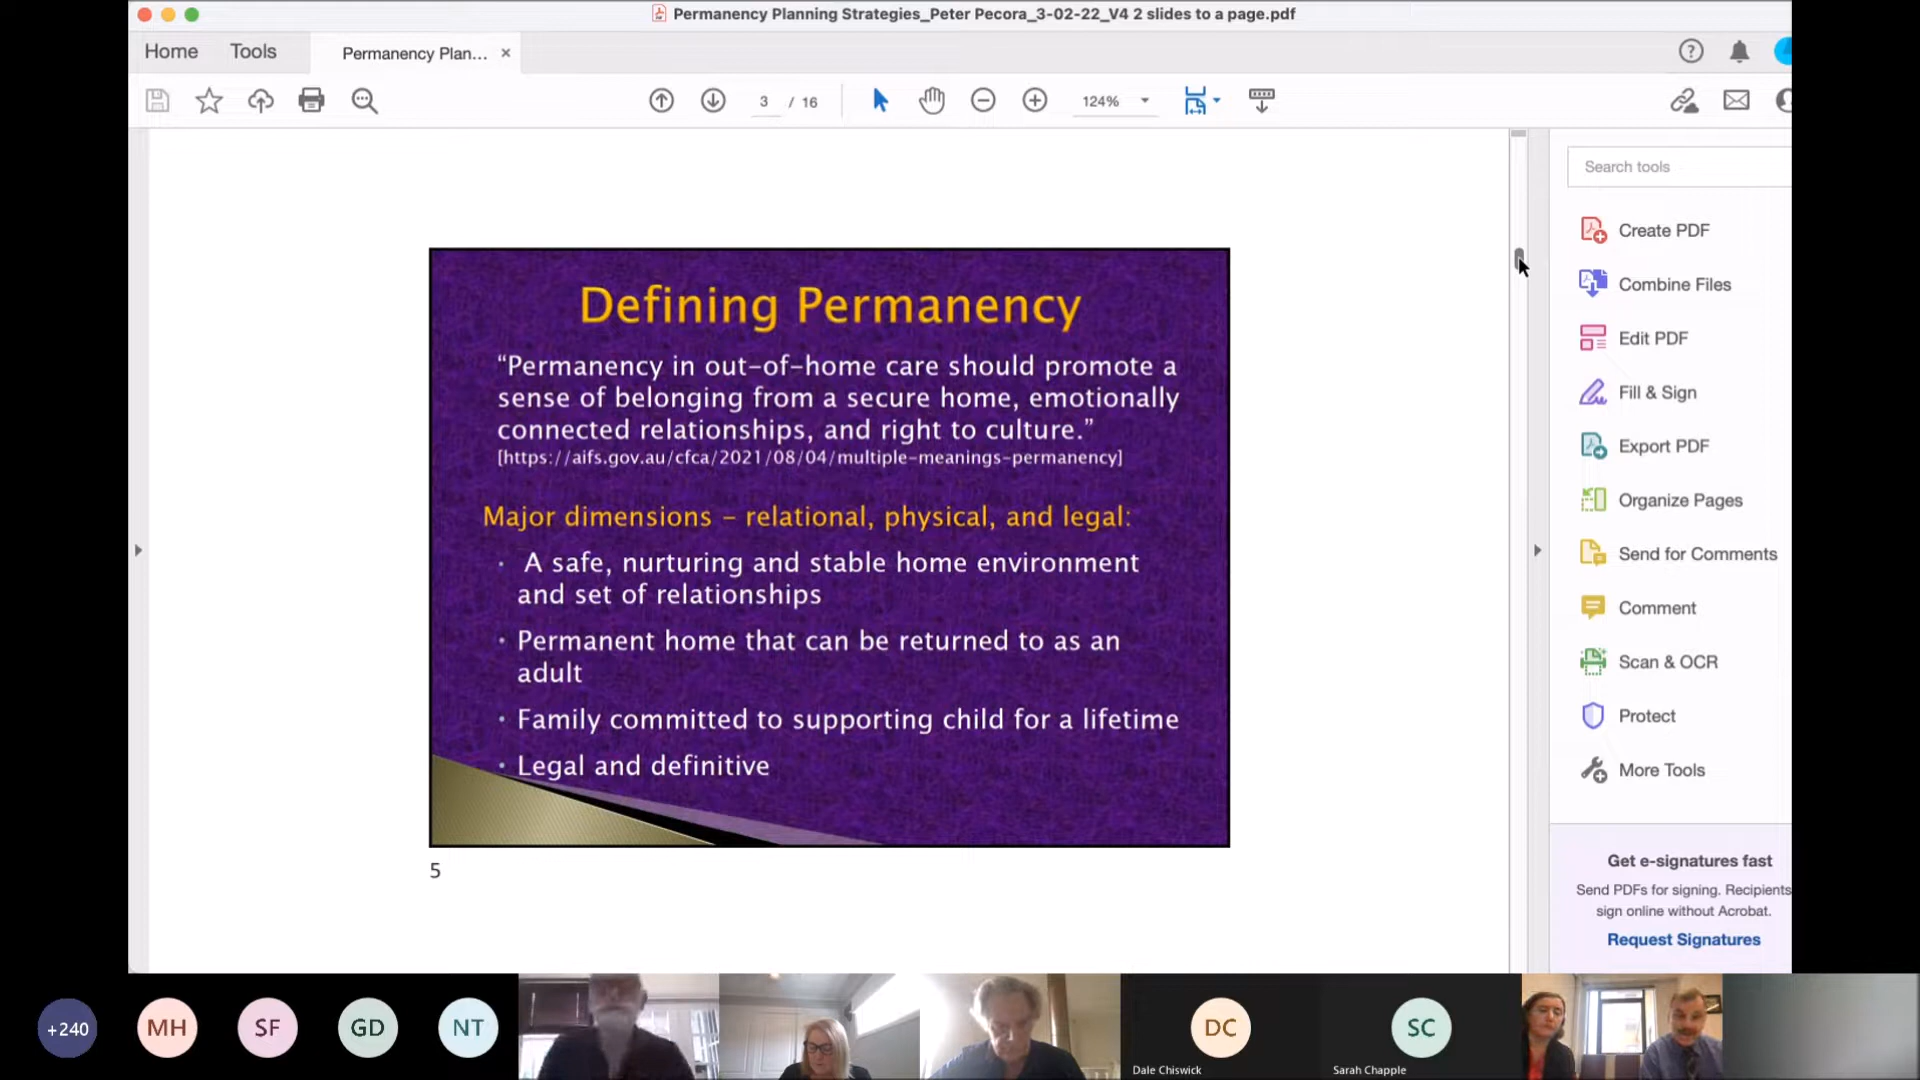 Permanency Planning Strategies_Peter Pecora_3-02-22_V4 2 slides to a page.pdf
Home
Tools
Permanency Plan...
3 / 16
124%
Search tools
Create PDF
Combine Files
Edit PDF
Fill & Sign
Export PDF
Organize Pages
Send for Comments
Comment
Scan & OCR
Protect
More Tools
Get e-signatures fast
Send PDFs for signing. Recipients
sign online without Acrobat.
Request Signatures
Defining Permanency
“Permanency in out-of-home care should promote a
sense of belonging from a secure home, emotionally
connected relationships, and right to culture.”
[https://aifs.gov.au/cfca/2021/08/04/multiple-meanings-permanency]
Major dimensions – relational, physical, and legal:
• A safe, nurturing and stable home environment
and set of relationships
• Permanent home that can be returned to as an
adult
• Family committed to supporting child for a lifetime
• Legal and definitive
5
+240
MH
SF
GD
NT
DC
Dale Chiswick
SC
Sarah Chapple